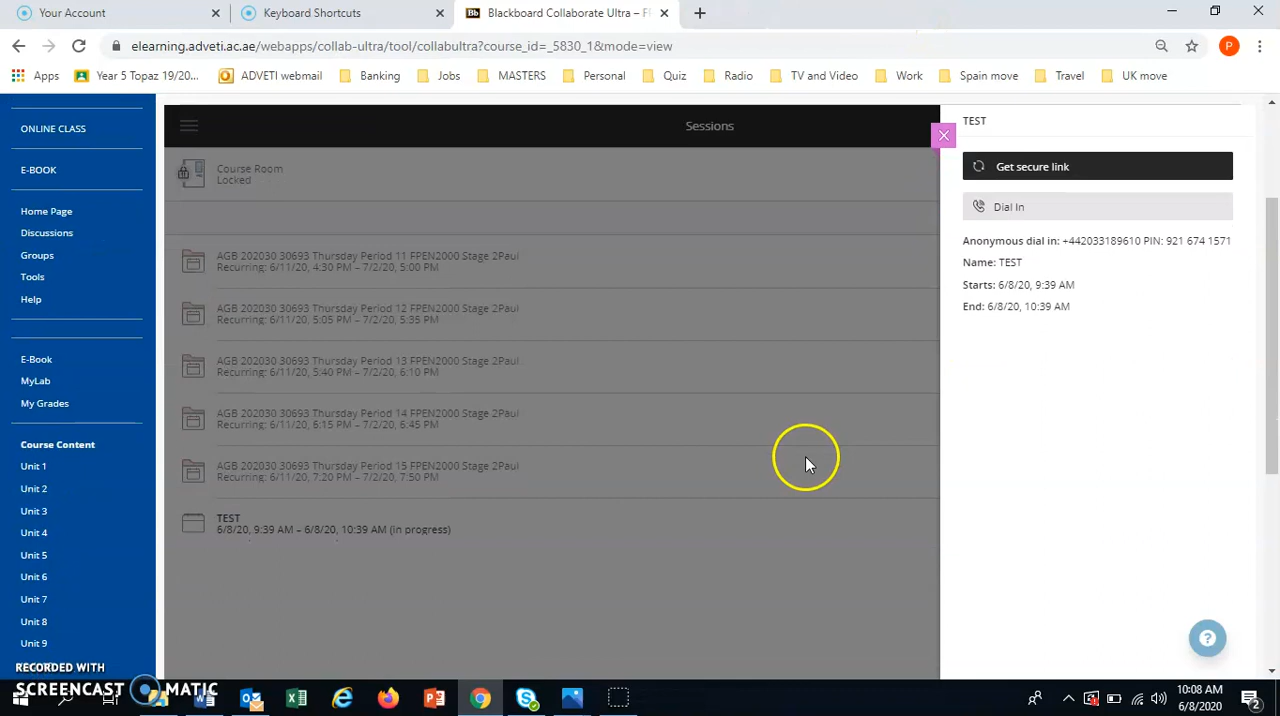 Your Account
Keyboard Shortcuts
Blackboard Collaborate Ultra – F
elearning.adveti.ac.ae/webapps/collab-ultra/tool/collabultra?course_id=_5830_1&mode=view
P
Apps
Year 5 Topaz 19/20...
ADVETI webmail
Banking
Jobs
MASTERS
Personal
Quiz
Radio
TV and Video
Work
Spain move
Travel
UK move
ONLINE CLASS
E-BOOK
Home Page
Discussions
Groups
Tools
Help
E-Book
MyLab
My Grades
Course Content
Unit 1
Unit 2
Unit 3
Unit 4
Unit 5
Unit 6
Unit 7
Unit 8
Unit 9
Sessions
Course Room
Locked
AGB 202030 30693 Thursday Period 11 FPEN2000 Stage 2Paul
Recurring: 6/11/20, 4:30 PM – 7/2/20, 5:00 PM
AGB 202030 30693 Thursday Period 12 FPEN2000 Stage 2Paul
Recurring: 6/11/20, 5:05 PM – 7/2/20, 5:35 PM
AGB 202030 30693 Thursday Period 13 FPEN2000 Stage 2Paul
Recurring: 6/11/20, 5:40 PM – 7/2/20, 6:10 PM
AGB 202030 30693 Thursday Period 14 FPEN2000 Stage 2Paul
Recurring: 6/11/20, 6:15 PM – 7/2/20, 6:45 PM
AGB 202030 30693 Thursday Period 15 FPEN2000 Stage 2Paul
Recurring: 6/11/20, 7:20 PM – 7/2/20, 7:50 PM
TEST
6/8/20, 9:39 AM – 6/8/20, 10:39 AM (in progress)
TEST
Get secure link
Dial In
Anonymous dial in: +442033189610 PIN: 921 674 1571
Name: TEST
Starts: 6/8/20, 9:39 AM
End: 6/8/20, 10:39 AM
RECORDED WITH
SCREENCAST MATIC
10:08 AM
6/8/2020
2